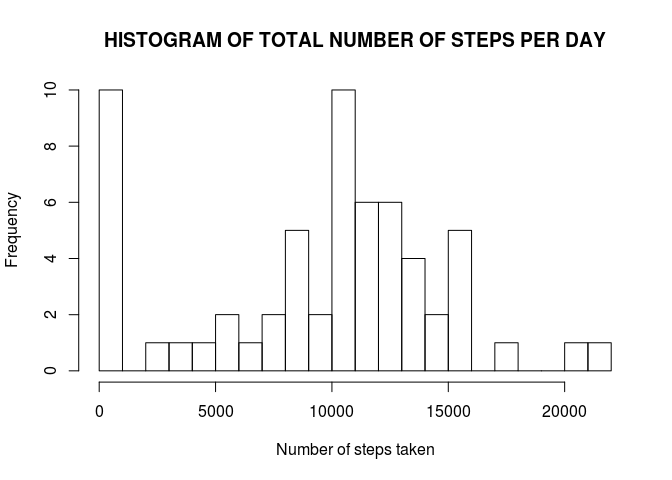 HISTOGRAM OF TOTAL NUMBER OF STEPS PER DAY
Frequency
10
8
6
4
2
0
0 5000 10000 15000 20000
Number of steps taken